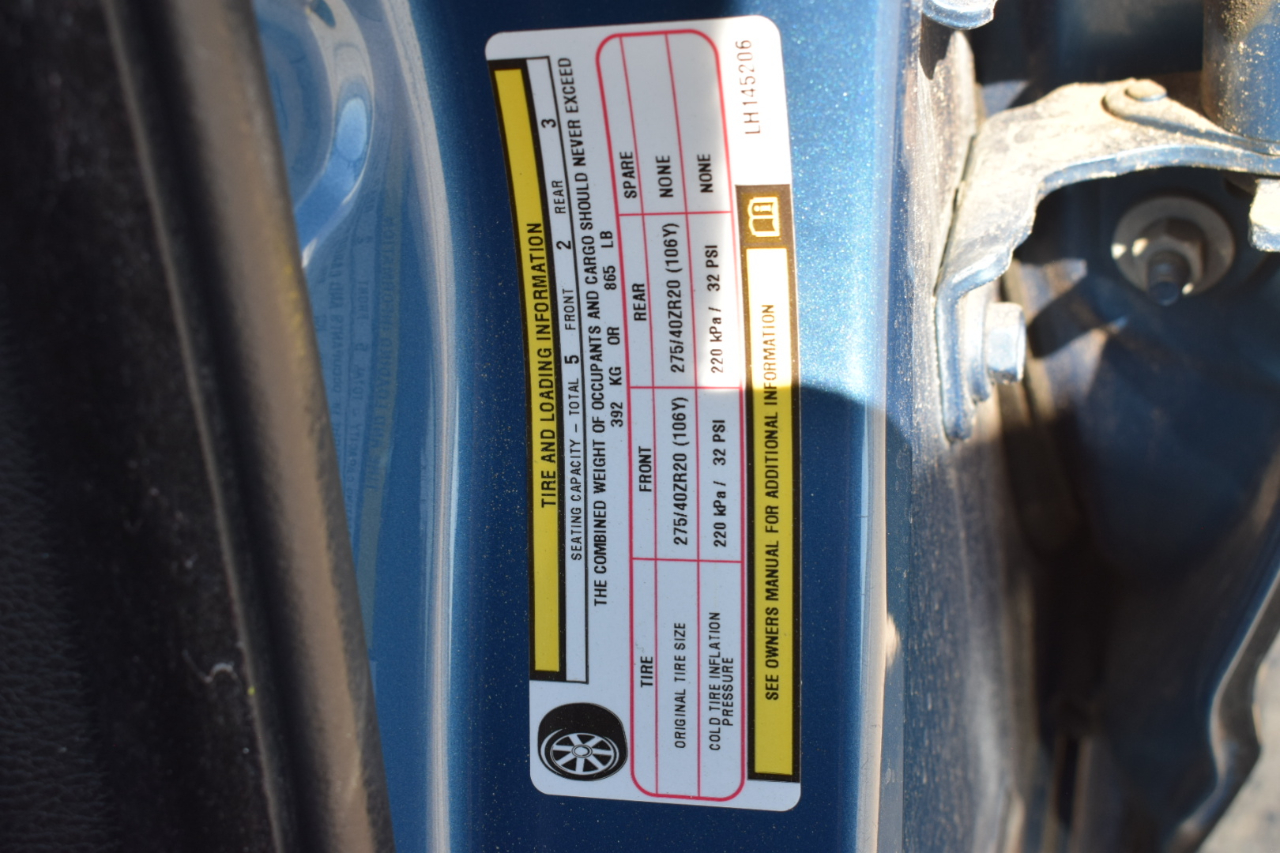 TIRE AND LOADING INFORMATION
SEATING CAPACITY – TOTAL 5 FRONT 2 REAR 3
THE COMBINED WEIGHT OF OCCUPANTS AND CARGO SHOULD NEVER EXCEED
392 KG OR 865 LB
TIRE FRONT REAR SPARE
ORIGINAL TIRE SIZE 275/40ZR20 (106Y) 275/40ZR20 (106Y) NONE
COLD TIRE INFLATION PRESSURE 220 kPa / 32 PSI 220 kPa / 32 PSI NONE
SEE OWNERS MANUAL FOR ADDITIONAL INFORMATION
LH145206